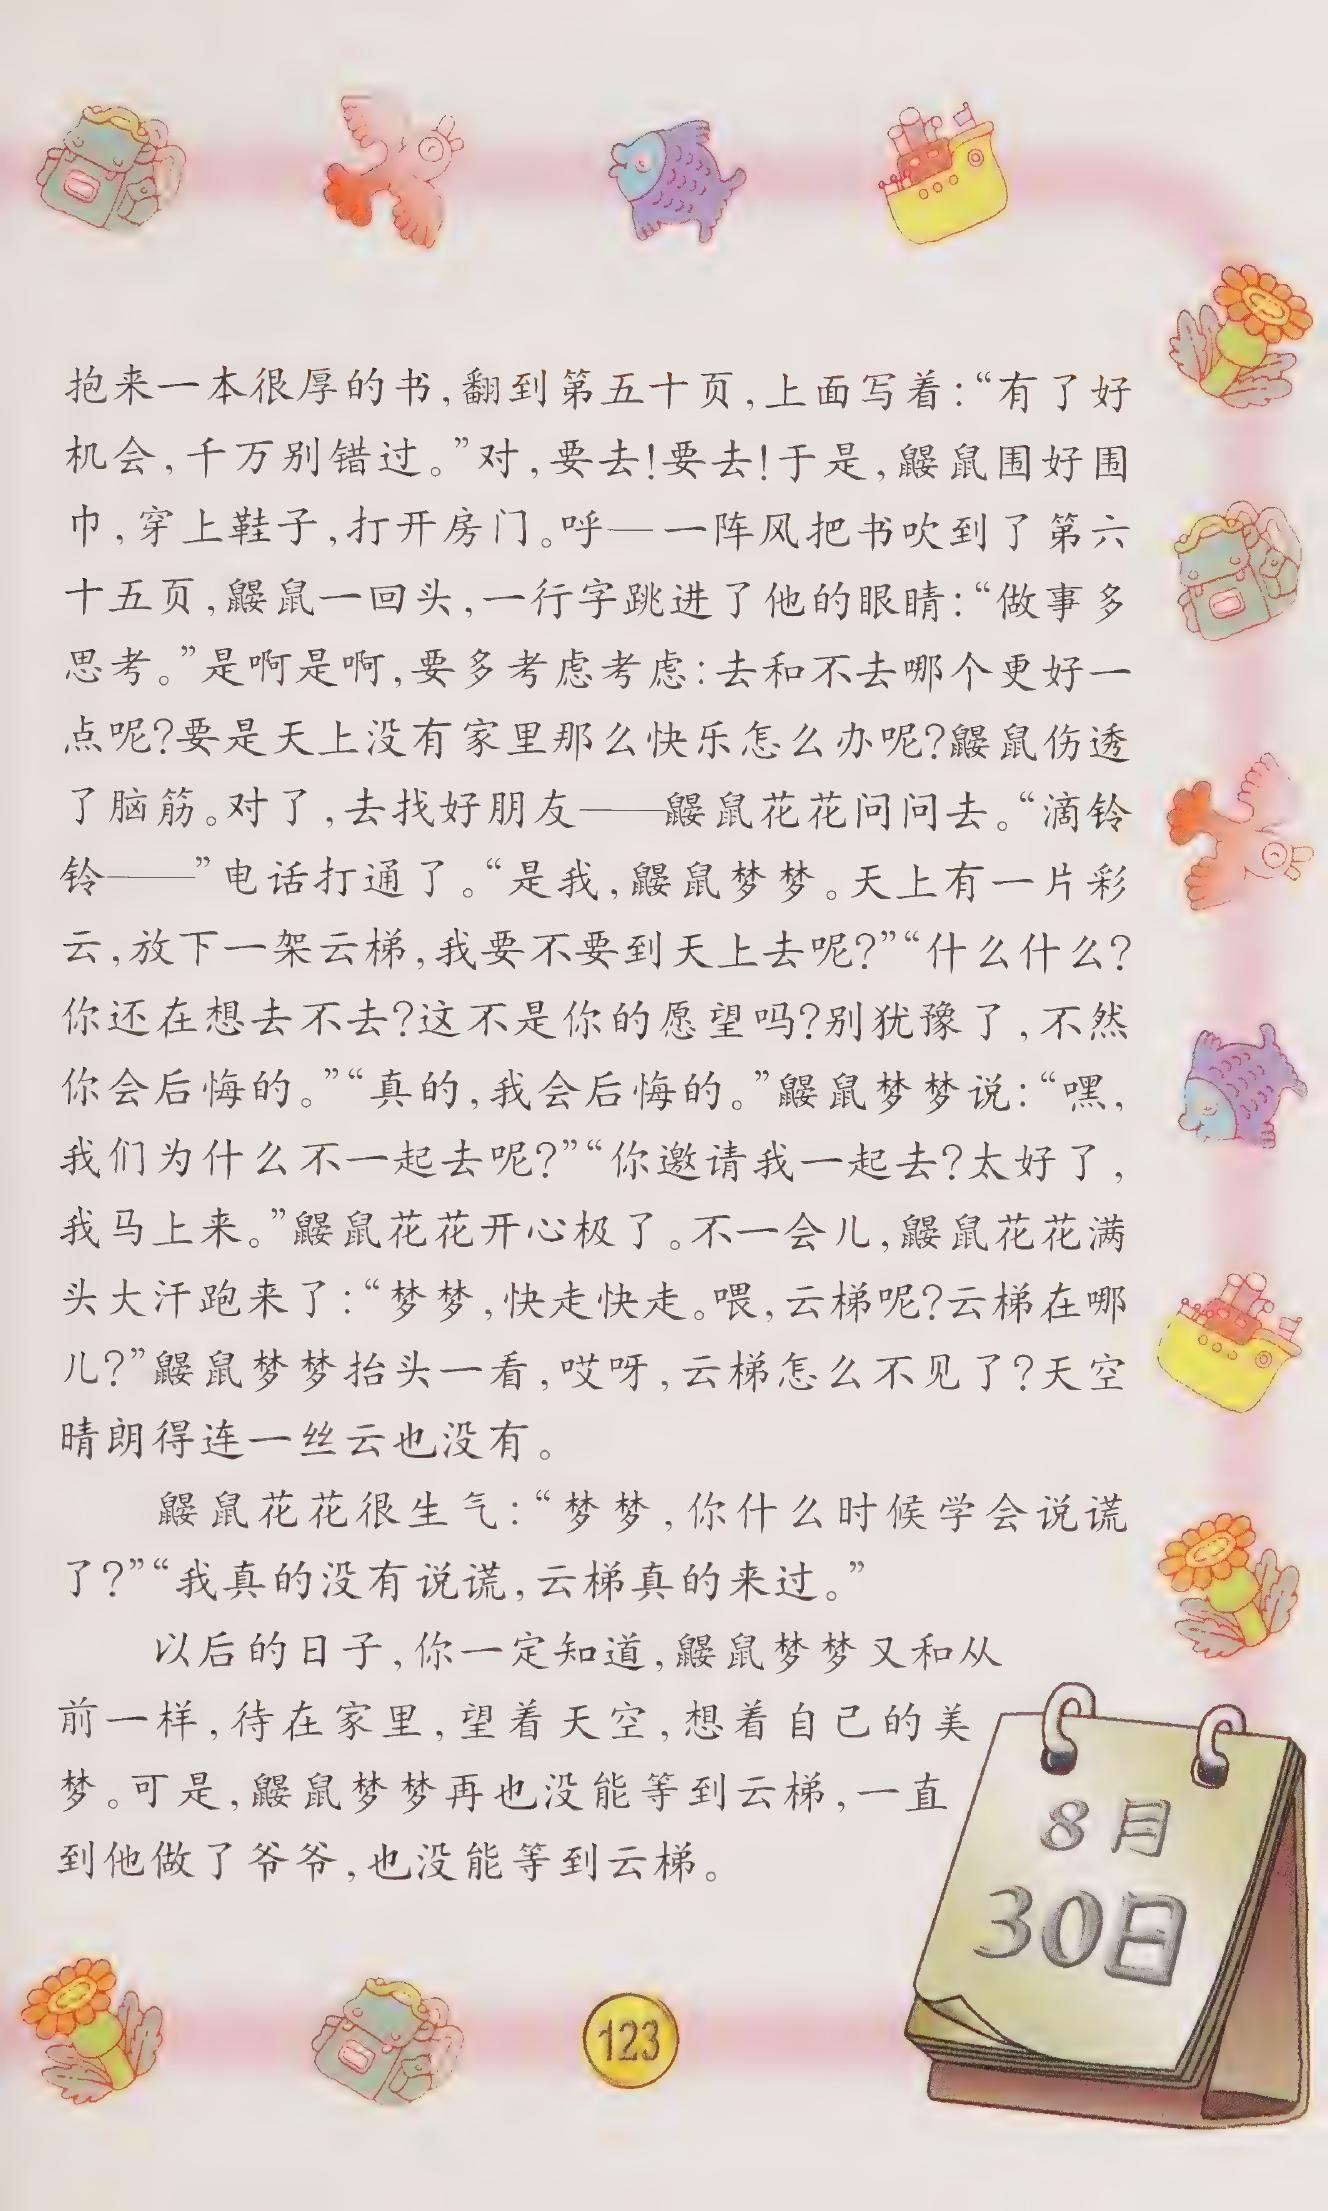 抱来一本很厚的书,翻到第五十页,上面写着:“有了好
机会,千万别错过。”对,要去!要去!于是,鼹鼠围好围
巾,穿上鞋子,打开房门。呼—一阵风把书吹到了第六
十五页,鼹鼠一回头,一行字跳进了他的眼睛:“做事多
思考。”是啊是啊,要多考虑考虑:去和不去哪个更好一
点呢?要是天上没有家里那么快乐怎么办呢?鼹鼠伤透
了脑筋。对了,去找好朋友——鼹鼠花花问问去。“滴铃
铃——”电话打通了。“是我,鼹鼠梦梦。天上有一片彩
云,放下一架云梯,我要不要到天上去呢?”“什么什么?
你还在想去不去?这不是你的愿望吗?别犹豫了,不然
你会后悔的。”“真的,我会后悔的。”鼹鼠梦梦说:“嘿,
我们为什么不一起去呢?”“你邀请我一起去?太好了,
我马上来。”鼹鼠花花开心极了。不一会儿,鼹鼠花花满
头大汗跑来了:“梦梦,快走快走。喂,云梯呢?云梯在哪
儿?”鼹鼠梦梦抬头一看,哎呀,云梯怎么不见了?天空
晴朗得连一丝云也没有。
鼹鼠花花很生气:“梦梦,你什么时候学会说谎
了?”“我真的没有说谎,云梯真的来过。”
以后的日子,你一定知道,鼹鼠梦梦又和从
前一样,待在家里,望着天空,想着自己的美
梦。可是,鼹鼠梦梦再也没能等到云梯,一直
到他做了爷爷,也没能等到云梯。
8月
30日
123